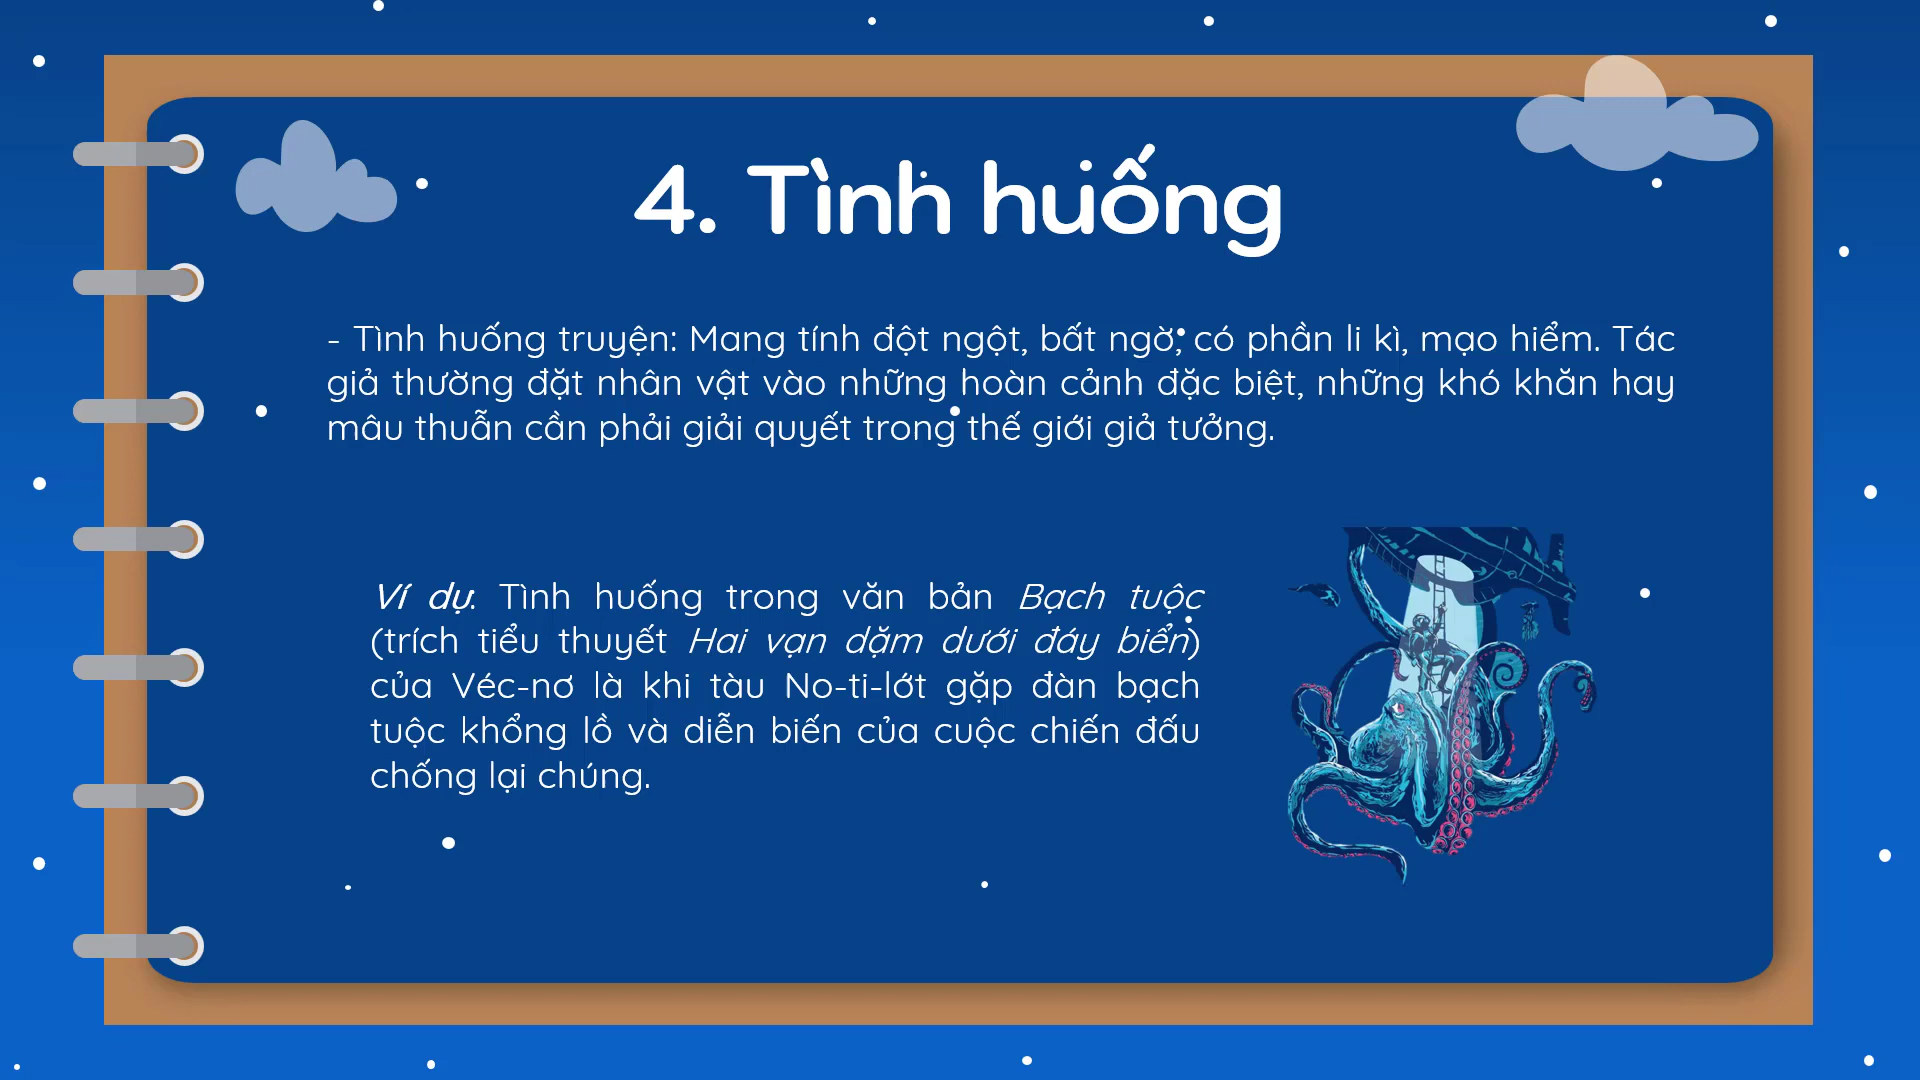 4. Tình huống
- Tình huống truyện: Mang tính đột ngột, bất ngờ, có phần li kì, mạo hiểm. Tác
giả thường đặt nhân vật vào những hoàn cảnh đặc biệt, những khó khăn hay
mâu thuẫn cần phải giải quyết trong thế giới giả tưởng.
Ví dụ: Tình huống trong văn bản Bạch tuộc
(trích tiểu thuyết Hai vạn dặm dưới đáy biển)
của Véc-nơ là khi tàu No-ti-lớt gặp đàn bạch
tuộc khổng lồ và diễn biến của cuộc chiến đấu
chống lại chúng.